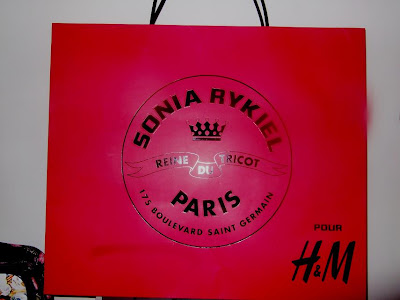 SONIA RYKIEL
REINE DU TRICOT
PARIS
175 BOULEVARD SAINT GERMAIN
POUR
H&M